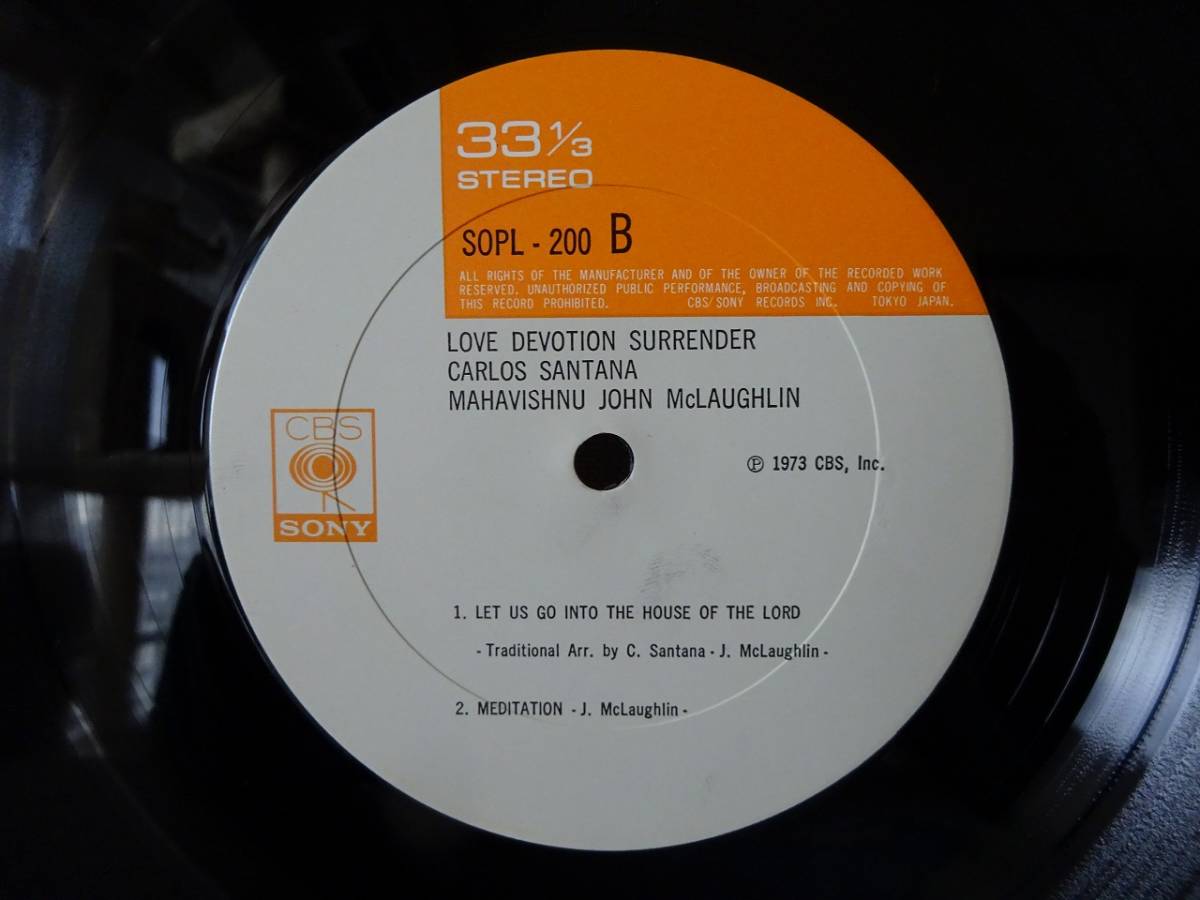 33 1/3
STEREO
SOPL - 200 B
ALL RIGHTS OF THE MANUFACTURER AND OF THE OWNER OF THE RECORDED WORK
RESERVED. UNAUTHORIZED PUBLIC PERFORMANCE, BROADCASTING AND COPYING OF
THIS RECORD PROHIBITED. CBS/SONY RECORDS INC. TOKYO JAPAN.
LOVE DEVOTION SURRENDER
CARLOS SANTANA
MAHAVISHNU JOHN McLAUGHLIN
CBS
SONY
℗ 1973 CBS, Inc.
1. LET US GO INTO THE HOUSE OF THE LORD
- Traditional Arr. by C. Santana - J. McLaughlin -
2. MEDITATION - J. McLaughlin -